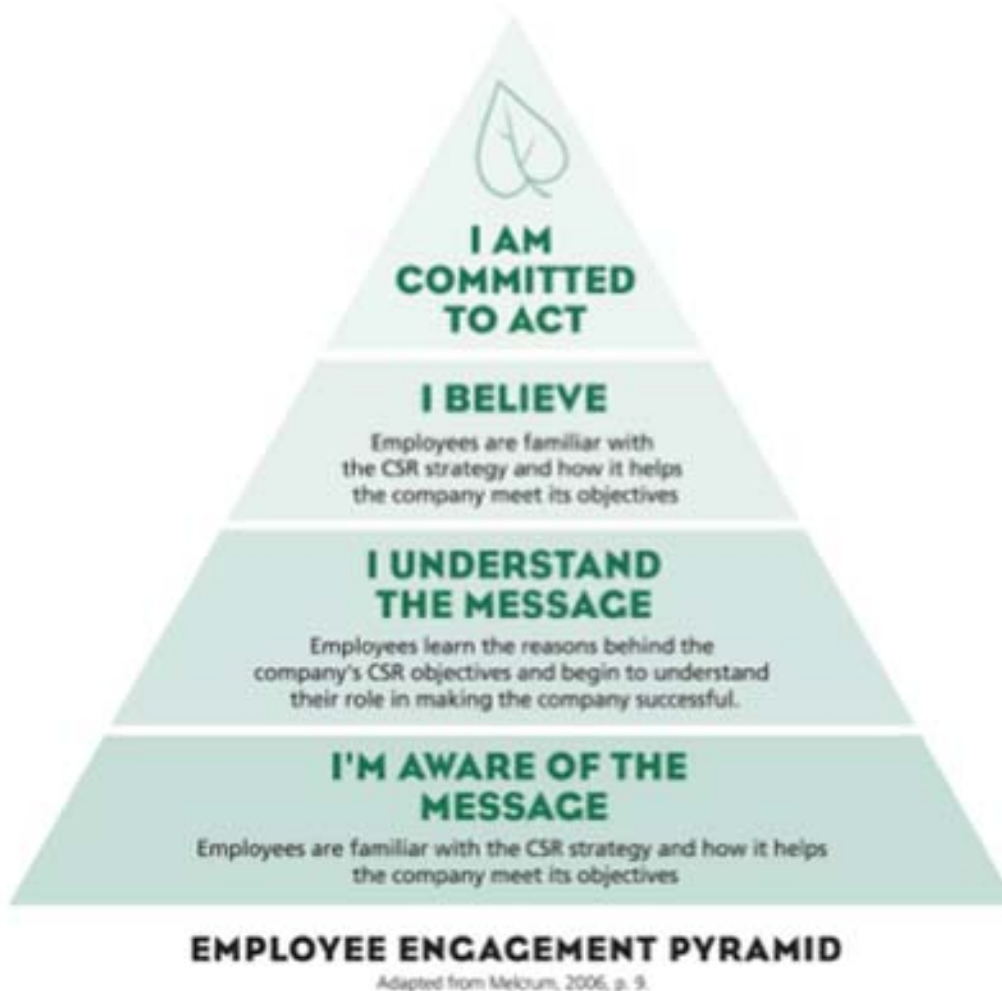 I AM
COMMITTED
TO ACT
I BELIEVE
Employees are familiar with
the CSR strategy and how it helps
the company meet its objectives
I UNDERSTAND
THE MESSAGE
Employees learn the reasons behind the
company's CSR objectives and begin to understand
their role in making the company successful.
I'M AWARE OF THE
MESSAGE
Employees are familiar with the CSR strategy and how it helps
the company meet its objectives
EMPLOYEE ENGAGEMENT PYRAMID
Adapted from Melcrum, 2006, p. 9.